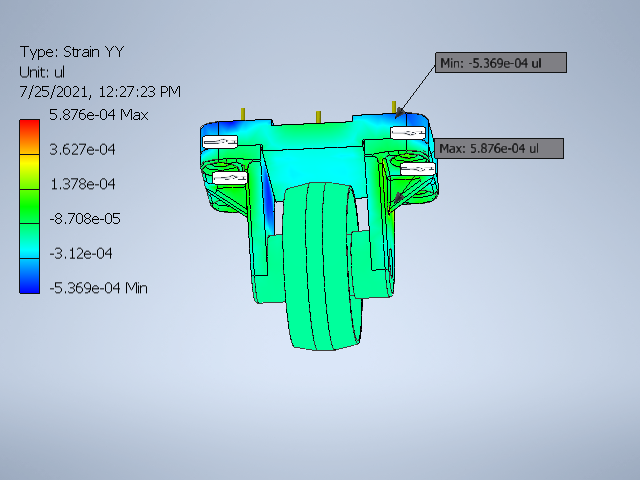 Type: Strain YY
Unit: ul
7/25/2021, 12:27:23 PM
5.876e-04 Max
3.627e-04
1.378e-04
-8.708e-05
-3.12e-04
-5.369e-04 Min
Min: -5.369e-04 ul
Max: 5.876e-04 ul